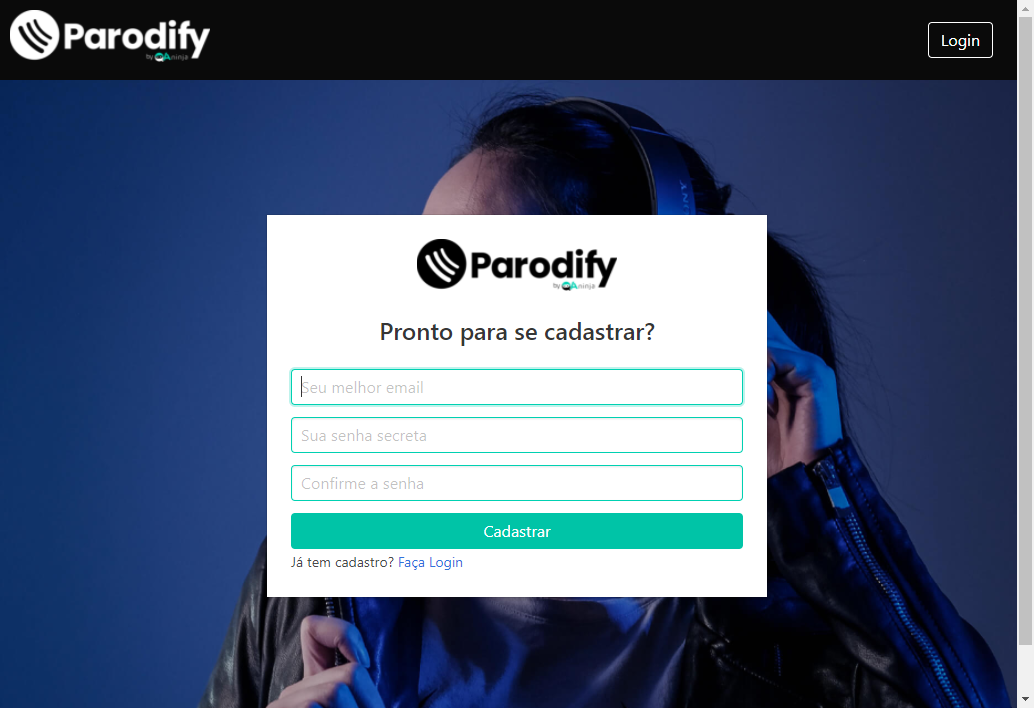 Parodify
by QAninja
Login
Parodify
by QAninja
Pronto para se cadastrar?
Seu melhor email
Sua senha secreta
Confirme a senha
Cadastrar
Já tem cadastro? Faça Login